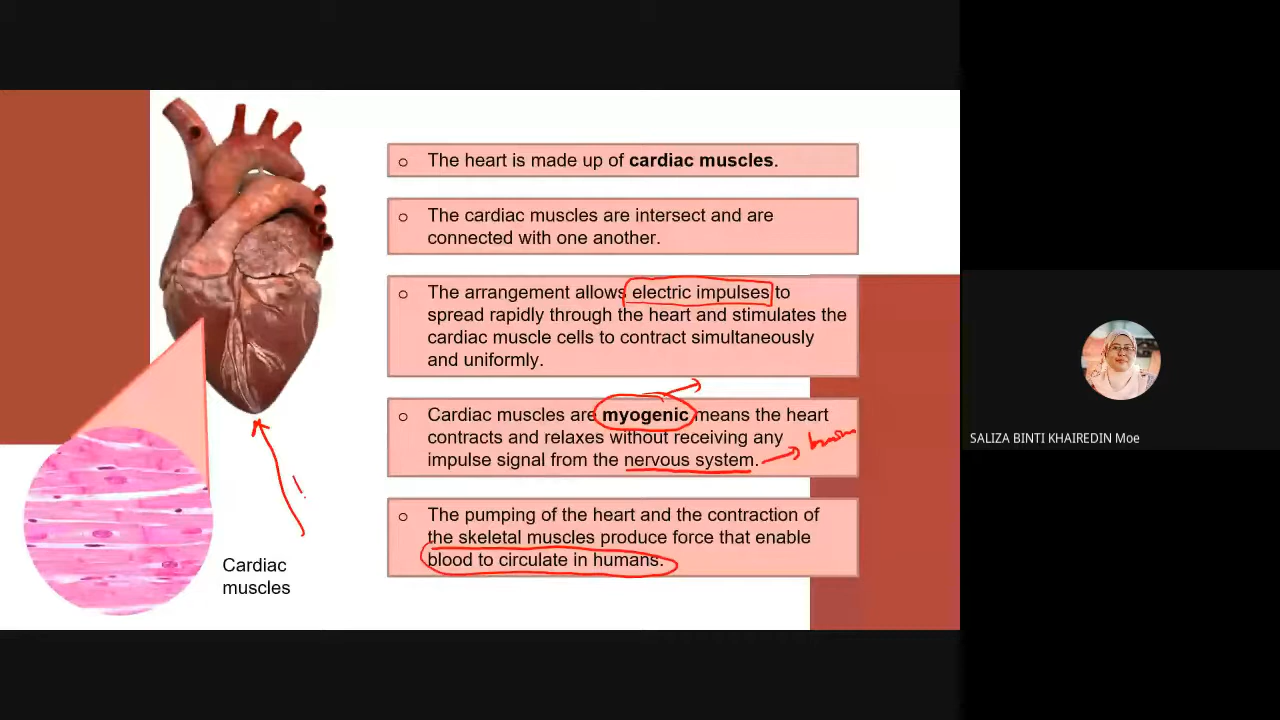 ○ The heart is made up of cardiac muscles.
○ The cardiac muscles are intersect and are
connected with one another.
○ The arrangement allows electric impulses to
spread rapidly through the heart and stimulates the
cardiac muscle cells to contract simultaneously
and uniformly.
○ Cardiac muscles are myogenic means the heart
contracts and relaxes without receiving any
impulse signal from the nervous system.
○ The pumping of the heart and the contraction of
the skeletal muscles produce force that enable
blood to circulate in humans.
Cardiac
muscles
SALIZA BINTI KHAIREDIN Moe